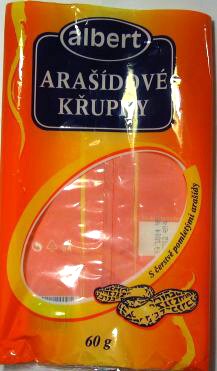 albert
ARAŠÍDOVÉ
KŘUPKY
S čerstvě pomletými arašídy
60 g